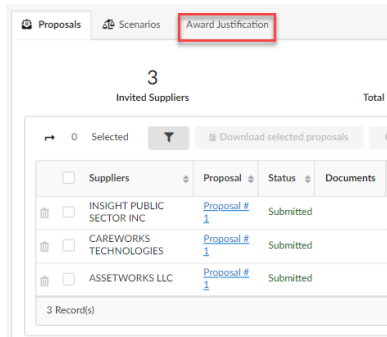 Proposals Scenarios Award Justification
3
Invited Suppliers Total
0 Selected Download selected proposals
Suppliers Proposal Status Documents
INSIGHT PUBLIC
SECTOR INC
Proposal #
1
Submitted
CAREWORKS
TECHNOLOGIES
Proposal #
1
Submitted
ASSETWORKS LLC
Proposal #
1
Submitted
3 Record(s)